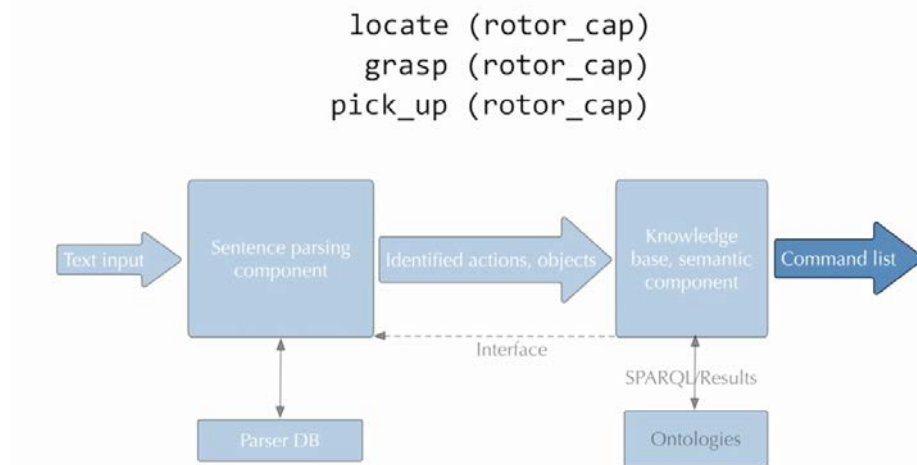 locate (rotor_cap)
grasp (rotor_cap)
pick_up (rotor_cap)
Text input
Sentence parsing
component
Identified actions, objects
Knowledge
base, semantic
component
Command list
Interface
SPARQL/Results
Parser DB
Ontologies